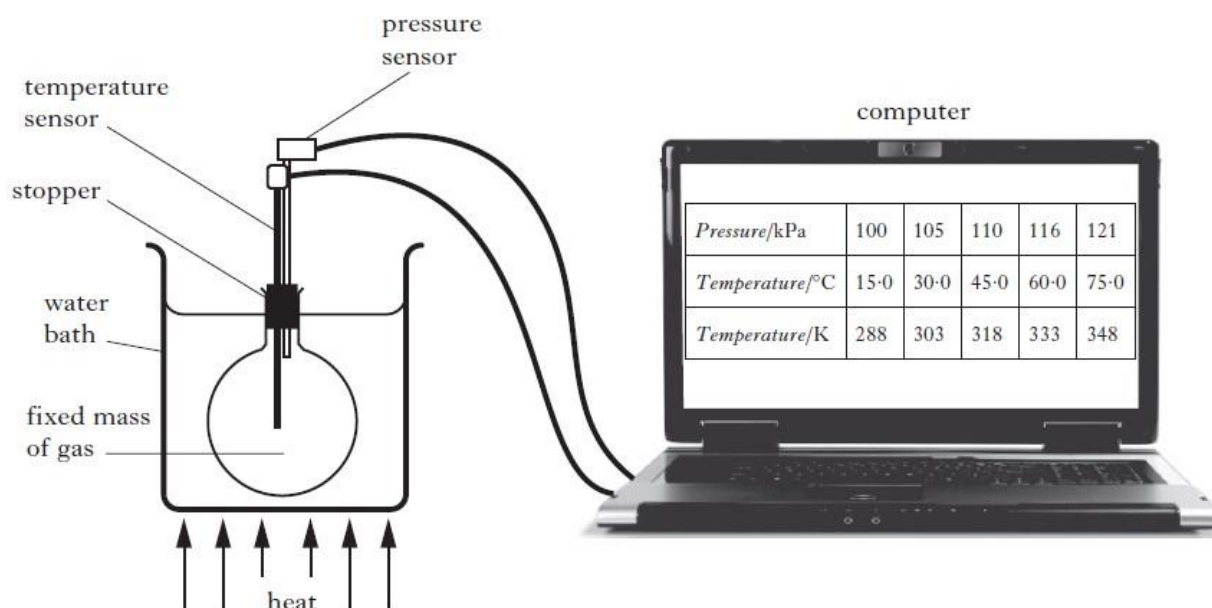 pressure
sensor
temperature
sensor
stopper
water
bath
fixed mass
of gas
heat
computer
Pressure/kPa 100 105 110 116 121
Temperature/°C 15·0 30·0 45·0 60·0 75·0
Temperature/K 288 303 318 333 348